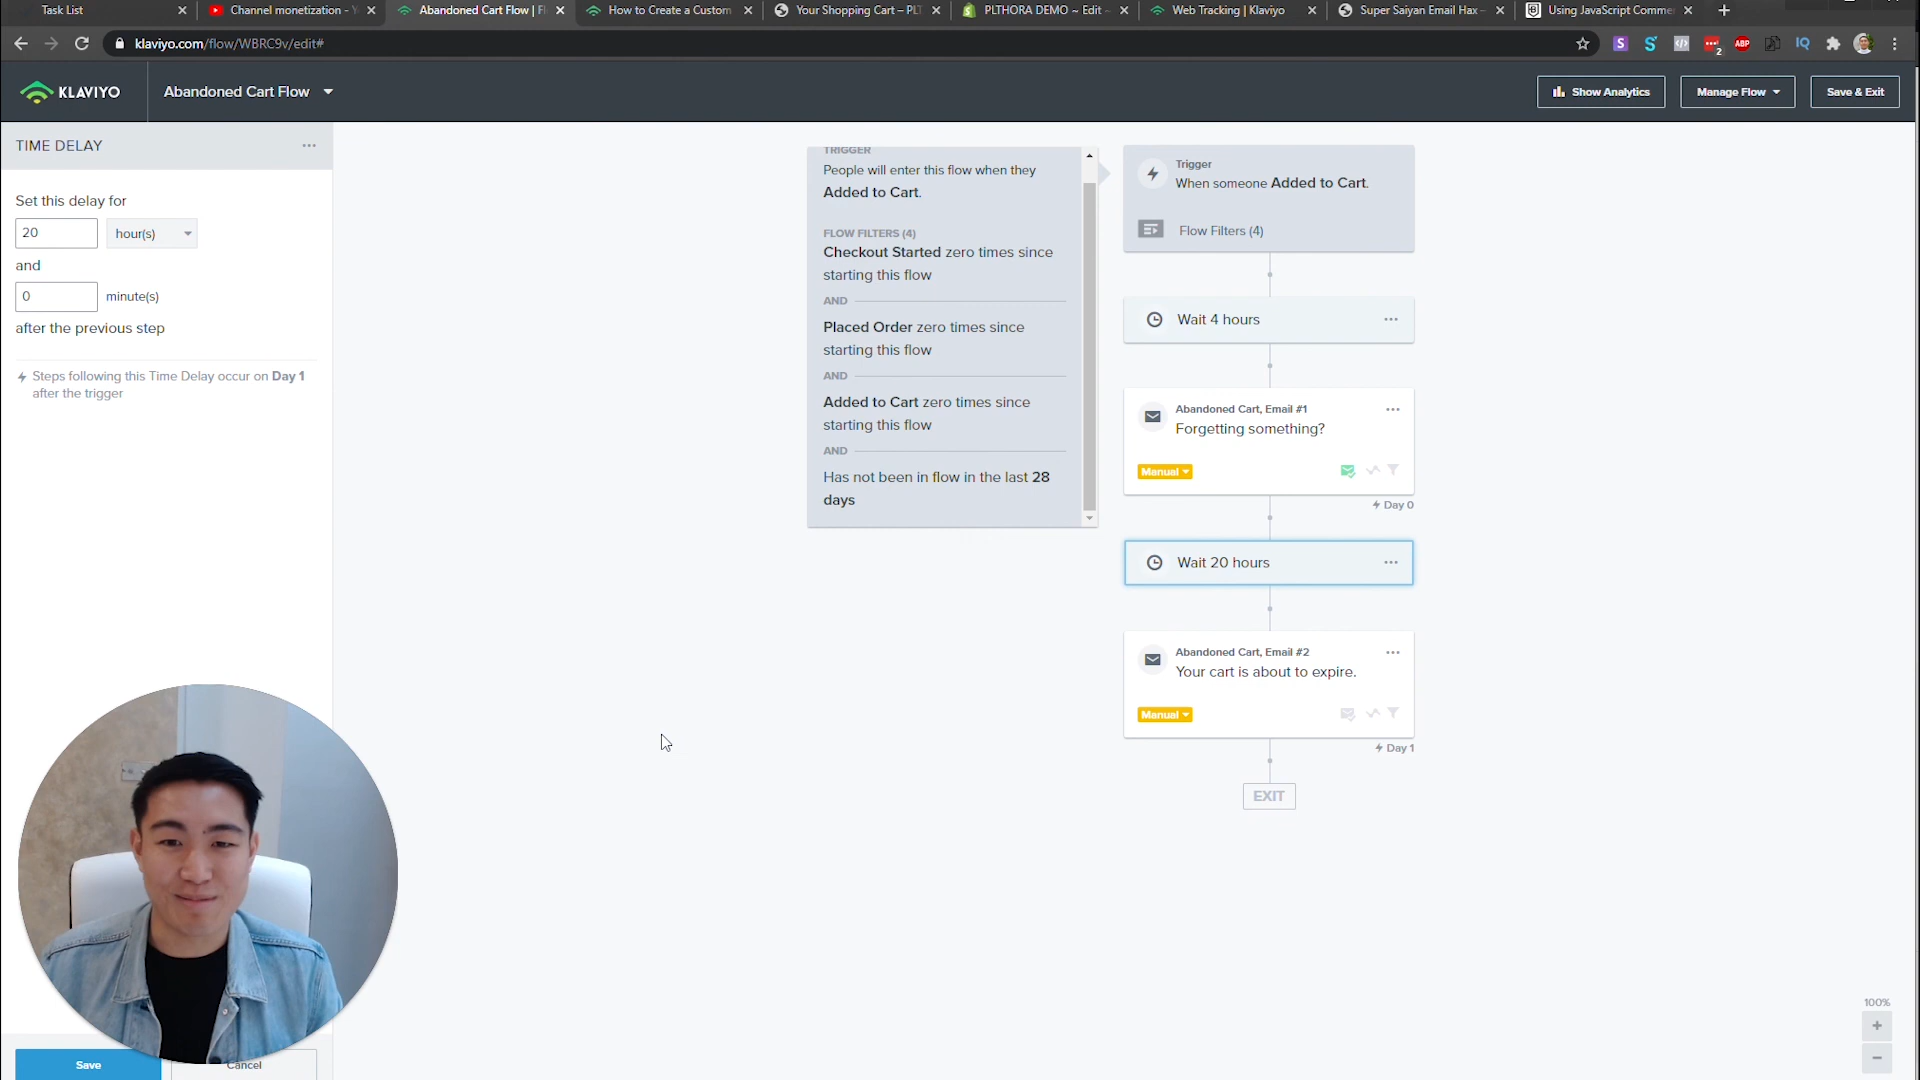 Task List
Channel monetization -
Abandoned Cart Flow |
How to Create a Custom
Your Shopping Cart – PLT
PLTHORA DEMO ~ Edit ~
Web Tracking | Klaviyo
Super Saiyan Email Hax –
Using JavaScript Comme
klaviyo.com/flow/WBRC9v/edit#
S
2
ABP
IQ
KLAVIYO
Abandoned Cart Flow
Show Analytics
Manage Flow
Save & Exit
TIME DELAY
Set this delay for
20
hour(s)
and
0
minute(s)
after the previous step
Steps following this Time Delay occur on Day 1
after the trigger
Save
Cancel
TRIGGER
People will enter this flow when they
Added to Cart.
FLOW FILTERS (4)
Checkout Started zero times since
starting this flow
AND
Placed Order zero times since
starting this flow
AND
Added to Cart zero times since
starting this flow
AND
Has not been in flow in the last 28
days
Trigger
When someone Added to Cart.
Flow Filters (4)
Wait 4 hours
Abandoned Cart, Email #1
Forgetting something?
Manual
Day 0
Wait 20 hours
Abandoned Cart, Email #2
Your cart is about to expire.
Manual
Day 1
EXIT
100%